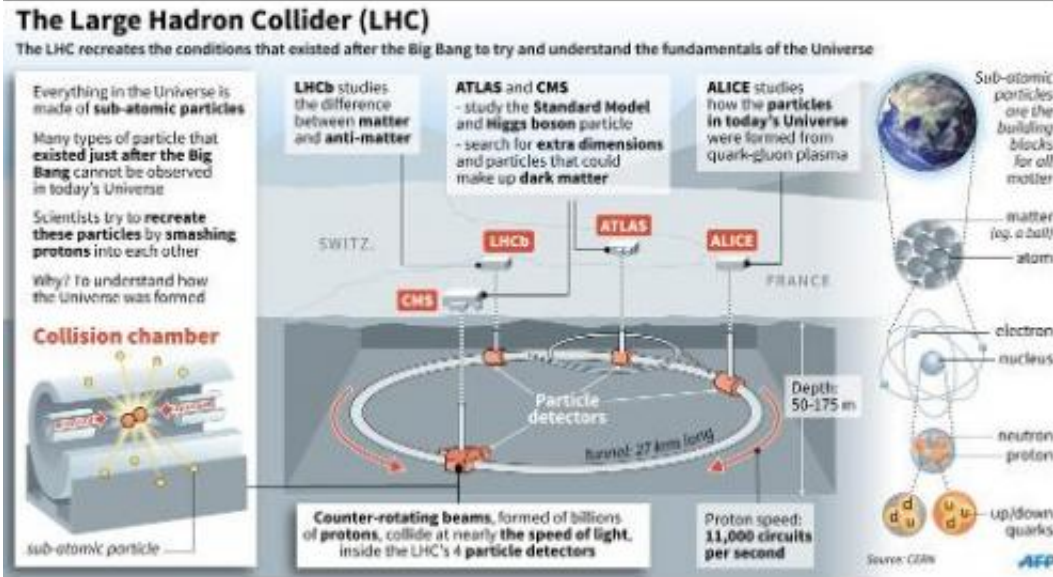 The Large Hadron Collider (LHC)
The LHC recreates the conditions that existed after the Big Bang to try and understand the fundamentals of the Universe
Everything in the Universe is
made of sub-atomic particles
Many types of particle that
existed just after the Big
Bang cannot be observed
in today's Universe
Scientists try to recreate
these particles by smashing
protons into each other
Why? To understand how
the Universe was formed
Collision chamber
sub-atomic particle
LHCb studies
the difference
between matter
and anti-matter
ATLAS and CMS
- study the Standard Model
and Higgs boson particle
- search for extra dimensions
and particles that could
make up dark matter
ALICE studies
how the particles
in today's Universe
were formed from
quark-gluon plasma
SWITZ.
LHCb
ATLAS
ALICE
CMS
FRANCE
Particle
detectors
tunnel: 27 kms long
Depth:
50-175 m
Counter-rotating beams, formed of billions
of protons, collide at nearly the speed of light,
inside the LHC's 4 particle detectors
Proton speed:
11,000 circuits
per second
Sub-atomic
particles
are the
building
blocks
for all
matter
matter
(eg. a ball)
atom
electron
nucleus
neutron
proton
d d u
u d u
up/down
quarks
Source: CERN
AFP